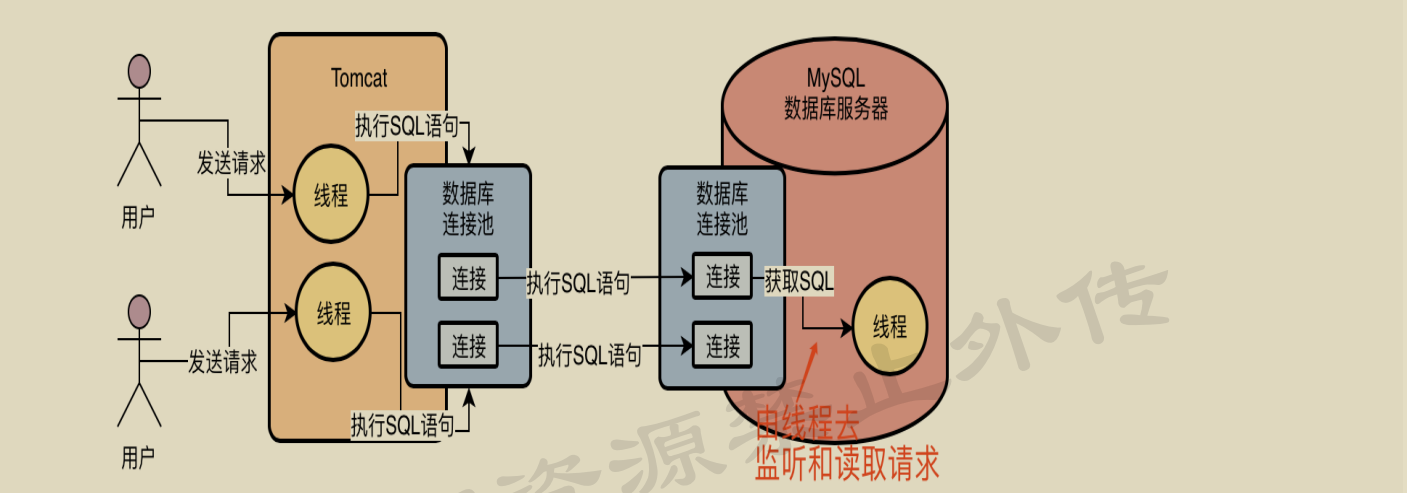 Tomcat
MySQL
数据库服务器
执行SQL语句
发送请求
线程
用户
数据库
连接池
连接
执行SQL语句
连接
执行SQL语句
数据库
连接池
连接
获取SQL
连接
线程
线程
发送请求
执行SQL语句
用户
由线程去
监听和读取请求
资源禁止外传